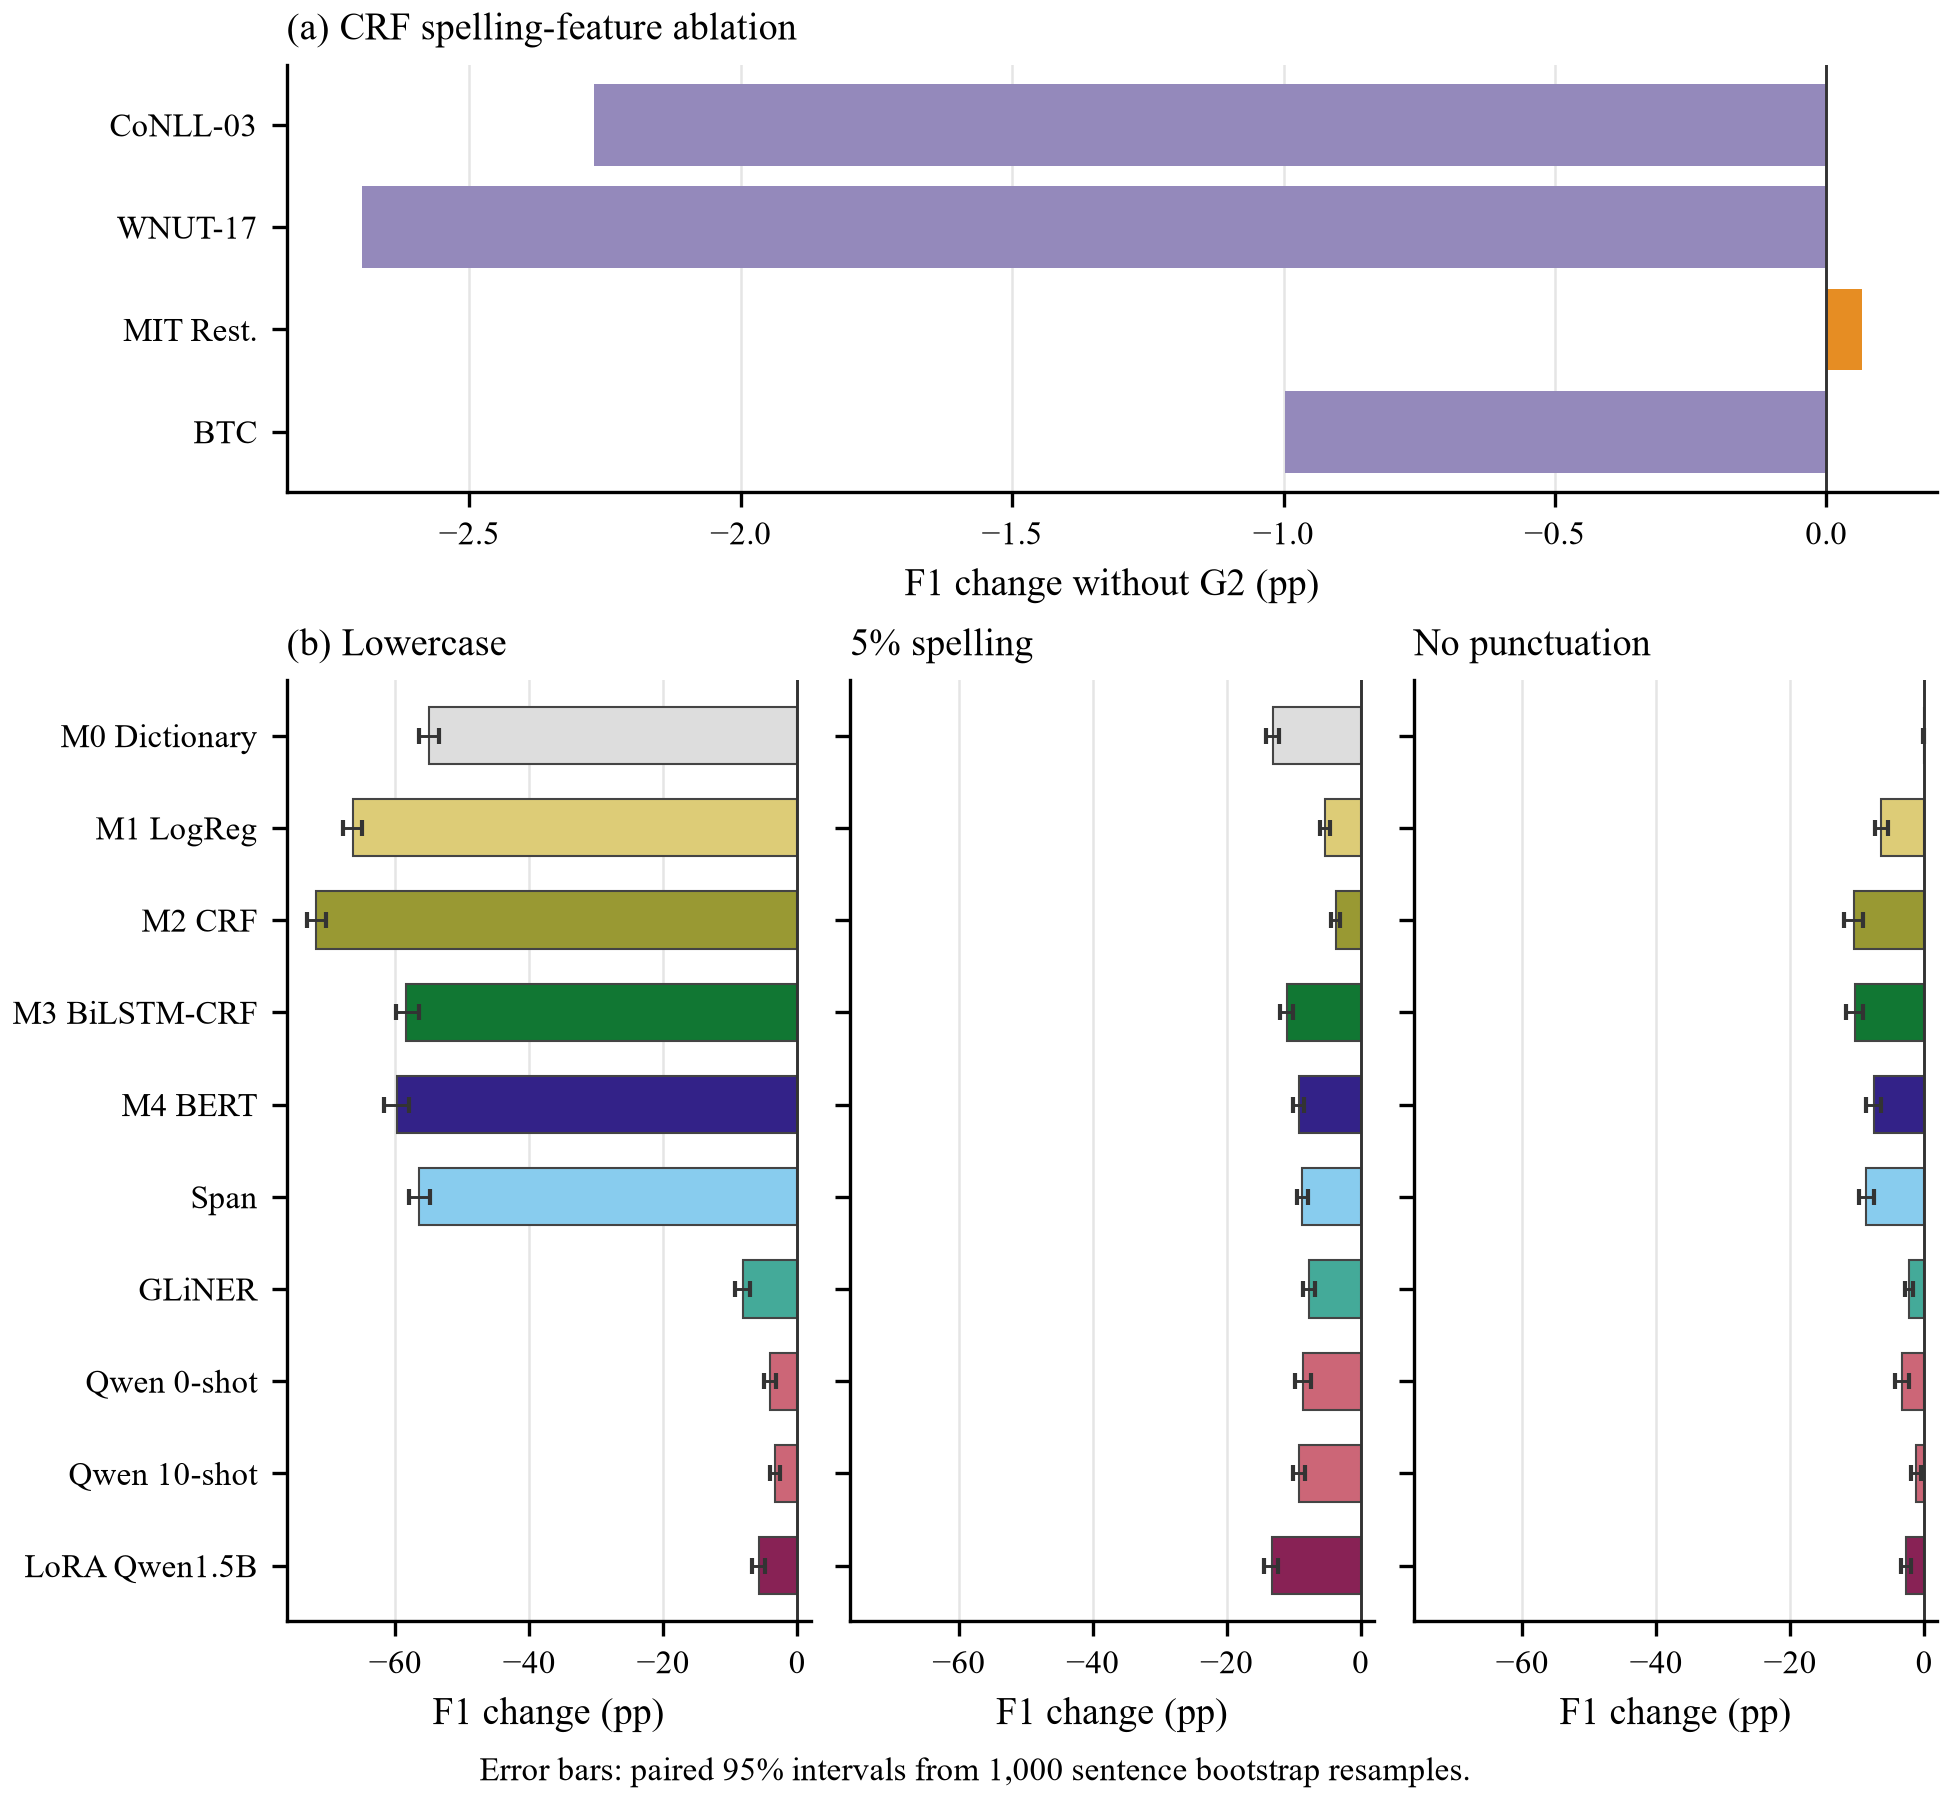 (a) CRF spelling-feature ablation
CoNLL-03
WNUT-17
MIT Rest.
BTC
−2.5 −2.0 −1.5 −1.0 −0.5 0.0
F1 change without G2 (pp)
(b) Lowercase 5% spelling No punctuation
M0 Dictionary
M1 LogReg
M2 CRF
M3 BiLSTM-CRF
M4 BERT
Span
GLiNER
Qwen 0-shot
Qwen 10-shot
LoRA Qwen1.5B
−60 −40 −20 0 −60 −40 −20 0 −60 −40 −20 0
F1 change (pp) F1 change (pp) F1 change (pp)
Error bars: paired 95% intervals from 1,000 sentence bootstrap resamples.